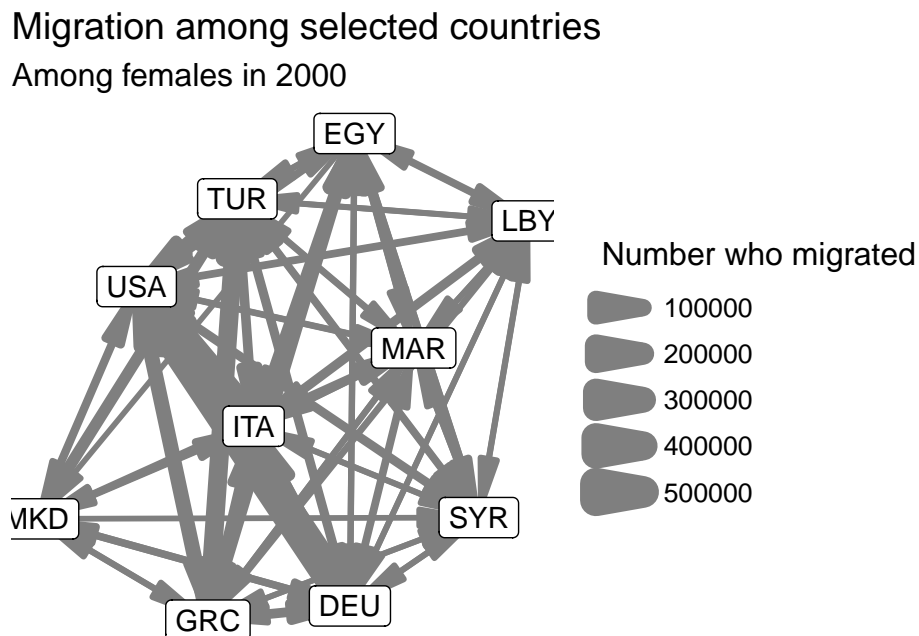 Migration among selected countries
Among females in 2000
EGY
TUR
LBY
USA
MAR
ITA
MKD
SYR
DEU
GRC
Number who migrated
100000
200000
300000
400000
500000